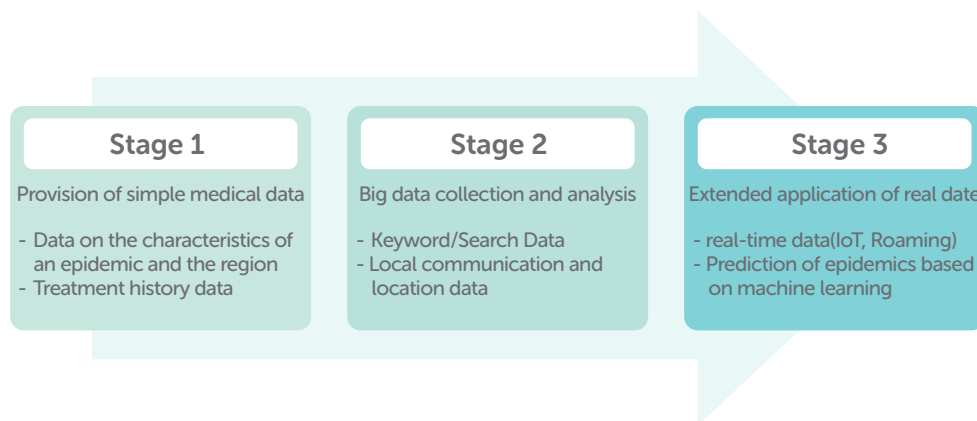 Stage 1
Provision of simple medical data
- Data on the characteristics of
an epidemic and the region
- Treatment history data
Stage 2
Big data collection and analysis
- Keyword/Search Data
- Local communication and
location data
Stage 3
Extended application of real date
- real-time data(IoT, Roaming)
- Prediction of epidemics based
on machine learning